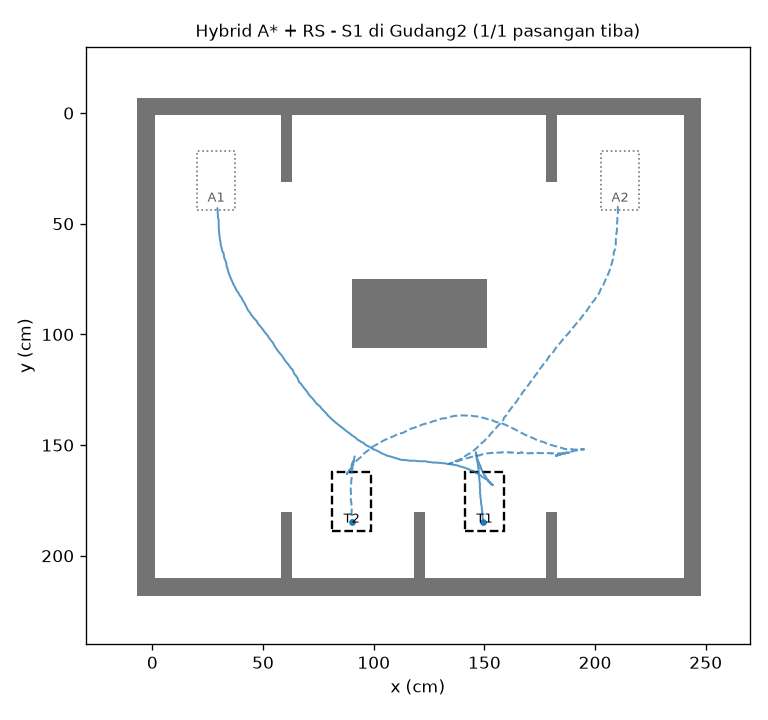 Hybrid A* + RS - S1 di Gudang2 (1/1 pasangan tiba)
0
50
100
150
200
y (cm)
A1
A2
T2
T1
0
50
100
150
200
250
x (cm)